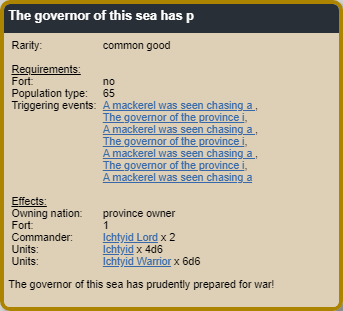 The governor of this sea has p
Rarity: common good
Requirements:
Fort: no
Population type: 65
Triggering events: A mackerel was seen chasing a ,
The governor of the province i,
A mackerel was seen chasing a ,
The governor of the province i,
A mackerel was seen chasing a ,
The governor of the province i,
A mackerel was seen chasing a
Effects:
Owning nation: province owner
Fort: 1
Commander: Ichtyid Lord x 2
Units: Ichtyid x 4d6
Units: Ichtyid Warrior x 6d6
The governor of this sea has prudently prepared for war!